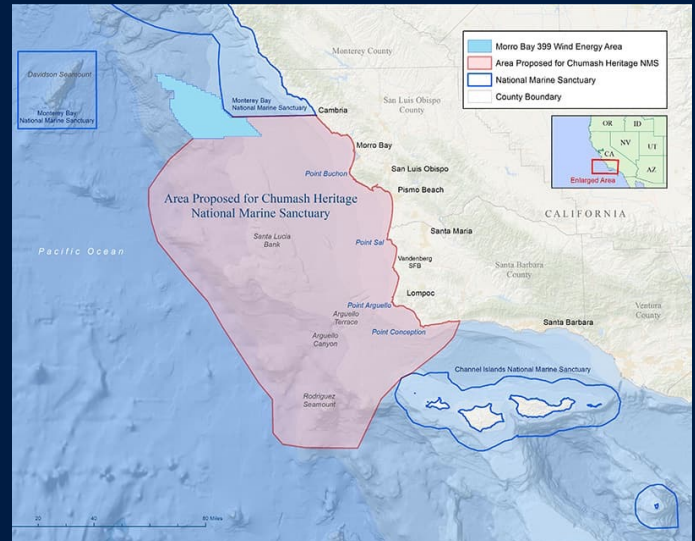 Morro Bay 399 Wind Energy Area
Area Proposed for Chumash Heritage NMS
National Marine Sanctuary
County Boundary
OR
ID
NV
UT
CA
AZ
Enlarged Area
Monterey County
Davidson Seamount
Monterey Bay
National Marine Sanctuary
Monterey Bay
National Marine Sanctuary
Cambria
San Luis Obispo
County
Morro Bay
Point Buchon
San Luis Obispo
Pismo Beach
Area Proposed for Chumash Heritage
National Marine Sanctuary
CALIFORNIA
Santa Lucia
Bank
Point Sal
Santa Maria
Pacific Ocean
Vandenberg
SFB
Santa Barbara
County
Lompoc
Point Arguello
Arguello
Terrace
Ventura
County
Point Conception
Santa Barbara
Arguello
Canyon
Channel Islands National Marine Sanctuary
Rodriguez
Seamount
20
40
80 Miles